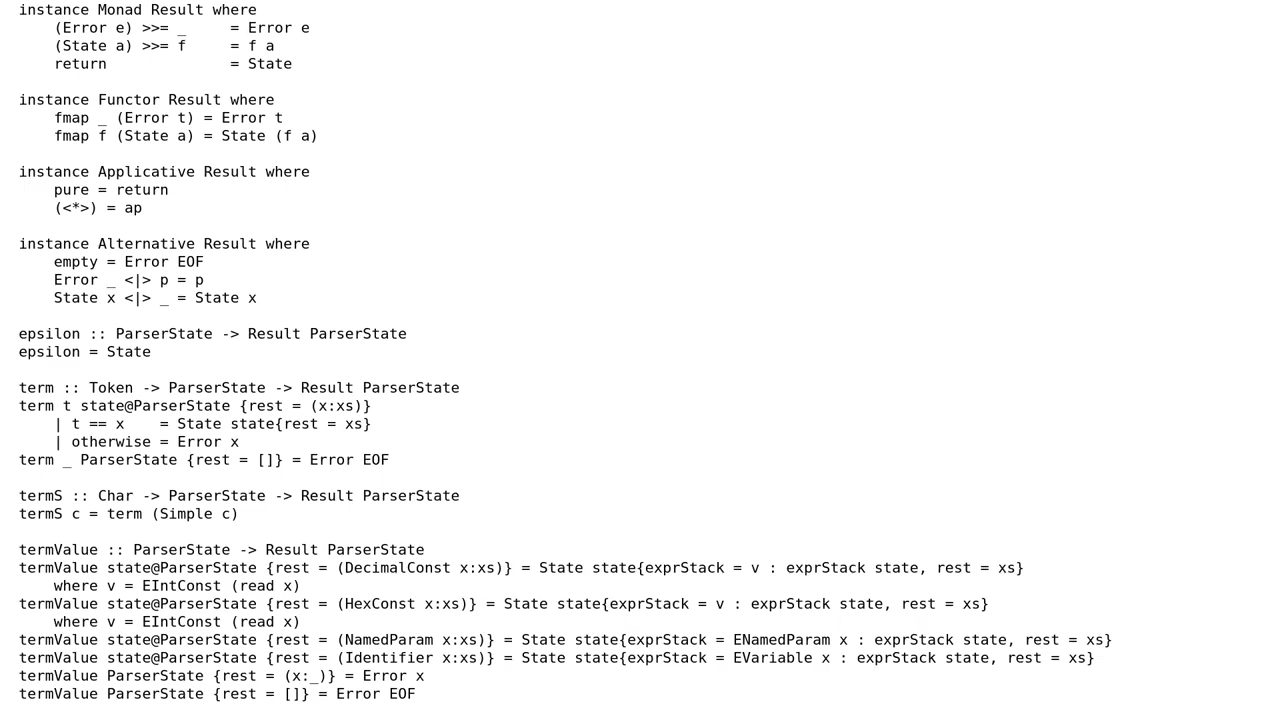 instance Monad Result where
    (Error e) >>= _     = Error e
    (State a) >>= f     = f a
    return              = State

instance Functor Result where
    fmap _ (Error t) = Error t
    fmap f (State a) = State (f a)

instance Applicative Result where
    pure = return
    (<*>) = ap

instance Alternative Result where
    empty = Error EOF
    Error _ <|> p = p
    State x <|> _ = State x

epsilon :: ParserState -> Result ParserState
epsilon = State

term :: Token -> ParserState -> Result ParserState
term t state@ParserState {rest = (x:xs)}
    | t == x    = State state{rest = xs}
    | otherwise = Error x
term _ ParserState {rest = []} = Error EOF

termS :: Char -> ParserState -> Result ParserState
termS c = term (Simple c)

termValue :: ParserState -> Result ParserState
termValue state@ParserState {rest = (DecimalConst x:xs)} = State state{exprStack = v : exprStack state, rest = xs}
    where v = EIntConst (read x)
termValue state@ParserState {rest = (HexConst x:xs)} = State state{exprStack = v : exprStack state, rest = xs}
    where v = EIntConst (read x)
termValue state@ParserState {rest = (NamedParam x:xs)} = State state{exprStack = ENamedParam x : exprStack state, rest = xs}
termValue state@ParserState {rest = (Identifier x:xs)} = State state{exprStack = EVariable x : exprStack state, rest = xs}
termValue ParserState {rest = (x:_)} = Error x
termValue ParserState {rest = []} = Error EOF